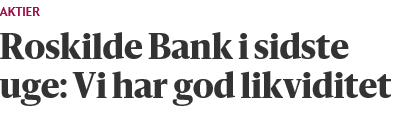 AKTIER
Roskilde Bank i sidste
uge: Vi har god likviditet